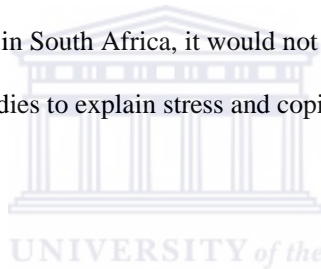 in South Africa, it would not
dies to explain stress and copi
UNIVERSITY of the